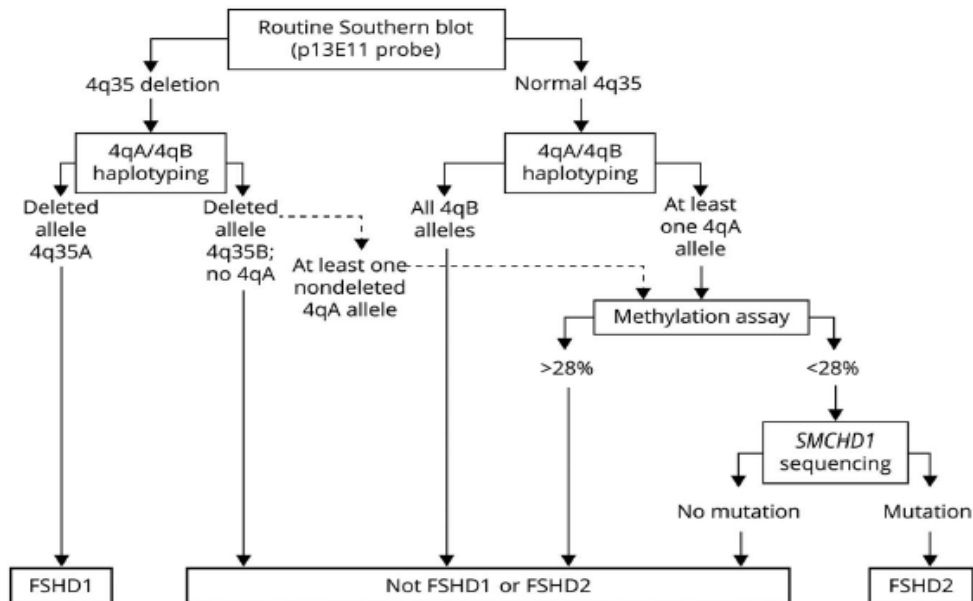 Routine Southern blot
(p13E11 probe)
4q35 deletion
Normal 4q35
4qA/4qB
haplotyping
4qA/4qB
haplotyping
Deleted
allele
4q35A
Deleted
allele
4q35B;
no 4qA
At least one
nondeleted
4qA allele
All 4qB
alleles
At least
one 4qA
allele
Methylation assay
>28%
<28%
SMCHD1
sequencing
No mutation
Mutation
FSHD1
Not FSHD1 or FSHD2
FSHD2